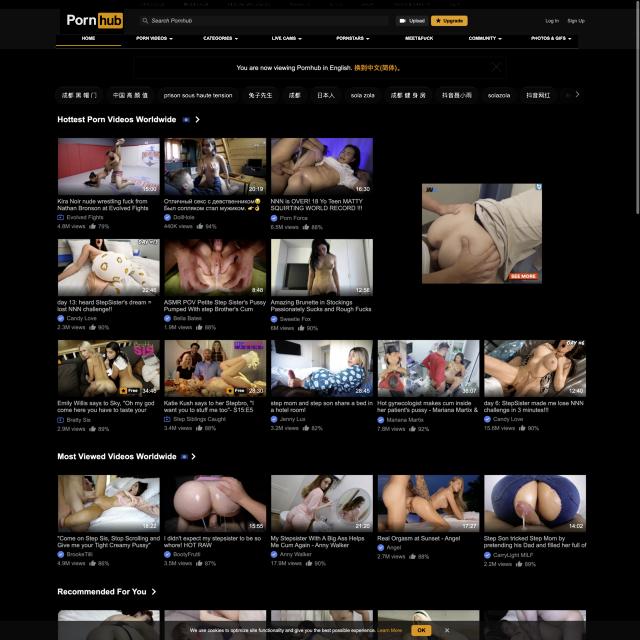 Porn hub
Search Pornhub
Upload
Upgrade
Log In
Sign Up
HOME
PORN VIDEOS
CATEGORIES
LIVE CAMS
PORNSTARS
MEET&FUCK
COMMUNITY
PHOTOS & GIFS
You are now viewing Pornhub in English. 换到中文(简体)。
成都 黑 帽 门
中国 高 颜 值
prison sous haute tension
兔子先生
成都
日本人
sola zola
成都 健 身 房
抖音聂小雨
solazola
抖音网红
Hottest Porn Videos Worldwide
15:00
20:19
16:30
Kira Noir nude wrestling fuck from
Nathan Bronson at Evolved Fights
Evolved Fights
4.8M views 79%
Отличный секс с девственником
Был сопляком стал мужиком.
DollHole
440K views 94%
NNN is OVER! 18 Yo Teen MATTY
SQUIRTING WORLD RECORD !!!
Porn Force
6.5M views 86%
SEE MORE
22:46
8:48
12:56
day 13: heard StepSister's dream =
lost NNN challenge!!
Candy Love
2.3M views 90%
ASMR POV Petite Step Sister's Pussy
Pumped With step Brother's Cum
Bella Bates
1.9M views 88%
Amazing Brunette in Stockings
Passionately Sucks and Rough Fucks
Sweetie Fox
6M views 90%
SIS
Free
34:46
Free
28:30
28:45
36:07
DAY #6
12:40
Emily Willis says to Sky, "Oh my god
come here you have to taste your
Bratty Sis
2.9M views 89%
Katie Kush says to her Stepbro, "I
want you to stuff me too"- S15:E5
Step Siblings Caught
3.4M views 88%
step mom and step son share a bed in
a hotel room!
Jenny Lux
3.2M views 82%
Hot gynecologist makes cum inside
her patient's pussy - Mariana Martix &
Mariana Martix
7.8M views 92%
day 6: StepSister made me lose NNN
challenge in 3 minutes!!!
Candy Love
15.6M views 90%
Most Viewed Videos Worldwide
18:22
15:55
21:20
17:27
14:02
"Come on Step Sis, Stop Scrolling and
Give me your Tight Creamy Pussy"
BrookeTilli
4.9M views 86%
I didn't expect my stepsister to be so
whore! HOT RAW
BootyFrutti
3.5M views 87%
My Stepsister With A Big Ass Helps
Me Cum Again - Anny Walker
Anny Walker
17.9M views 90%
Real Orgasm at Sunset - Angel
Angel
2.7M views 88%
Step Son tricked Step Mom by
pretending his Dad and filled her full of
CarryLight MILF
2.2M views 89%
Recommended For You
We use cookies to optimize site functionality and give you the best possible experience. Learn More
OK